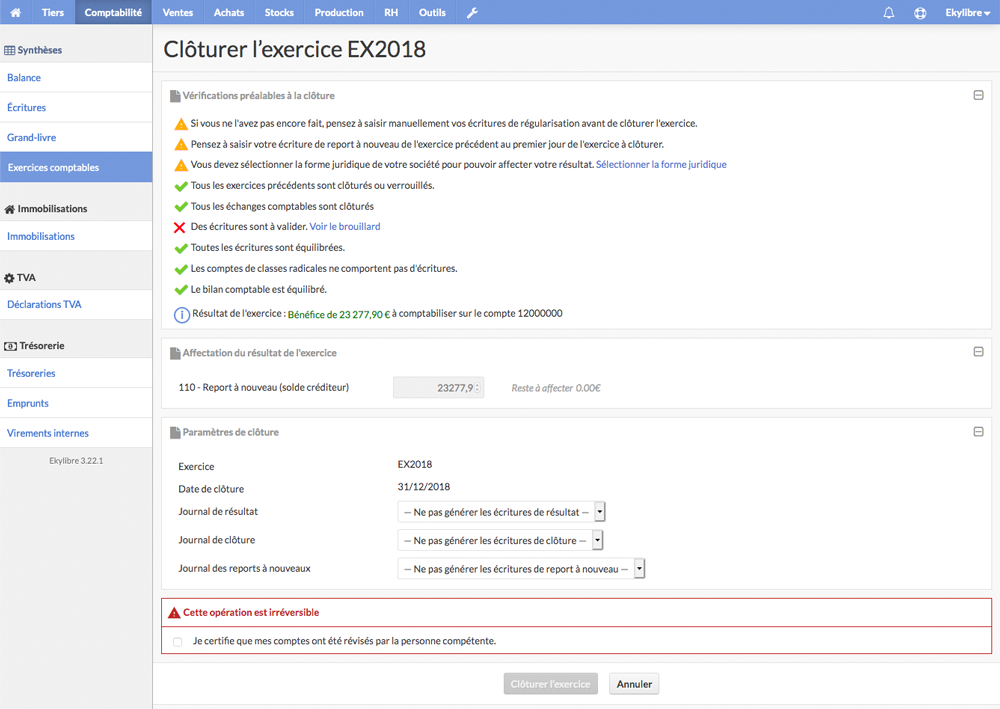 Tiers Comptabilité Ventes Achats Stocks Production RH Outils Ekylibre
Synthèses
Balance
Écritures
Grand-livre
Exercices comptables
Immobilisations
Immobilisations
TVA
Déclarations TVA
Trésorerie
Trésoreries
Emprunts
Virements internes
Ekylibre 3.22.1
Clôturer l’exercice EX2018
Vérifications préalables à la clôture
Si vous ne l'avez pas encore fait, pensez à saisir manuellement vos écritures de régularisation avant de clôturer l'exercice.
Pensez à saisir votre écriture de report à nouveau de l'exercice précédent au premier jour de l'exercice à clôturer.
Vous devez sélectionner la forme juridique de votre société pour pouvoir affecter votre résultat. Sélectionner la forme juridique
Tous les exercices précédents sont clôturés ou verrouillés.
Tous les échanges comptables sont clôturés
Des écritures sont à valider. Voir le brouillard
Toutes les écritures sont équilibrées.
Les comptes de classes radicales ne comportent pas d'écritures.
Le bilan comptable est équilibré.
Résultat de l'exercice : Bénéfice de 23 277,90 € à comptabiliser sur le compte 12000000
Affectation du résultat de l'exercice
110 - Report à nouveau (solde créditeur) 23277,9 Reste à affecter 0.00€
Paramètres de clôture
Exercice EX2018
Date de clôture 31/12/2018
Journal de résultat — Ne pas générer les écritures de résultat —
Journal de clôture — Ne pas générer les écritures de clôture —
Journal des reports à nouveaux — Ne pas générer les écritures de report à nouveau —
Cette opération est irréversible
Je certifie que mes comptes ont été révisés par la personne compétente.
Clôturer l'exercice Annuler